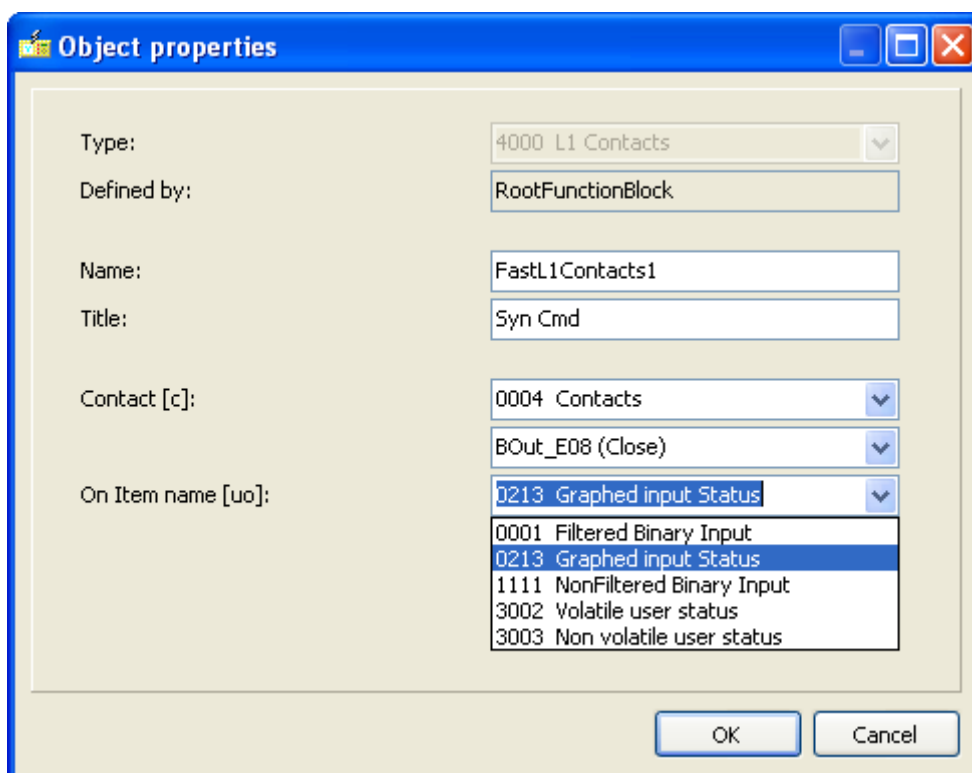 Object properties
Type: 4000 L1 Contacts
Defined by: RootFunctionBlock
Name: FastL1Contacts1
Title: Syn Cmd
Contact [c]: 0004 Contacts
BOut_E08 (Close)
On Item name [uo]: 0213 Graphed input Status
0001 Filtered Binary Input
0213 Graphed input Status
1111 NonFiltered Binary Input
3002 Volatile user status
3003 Non volatile user status
OK Cancel